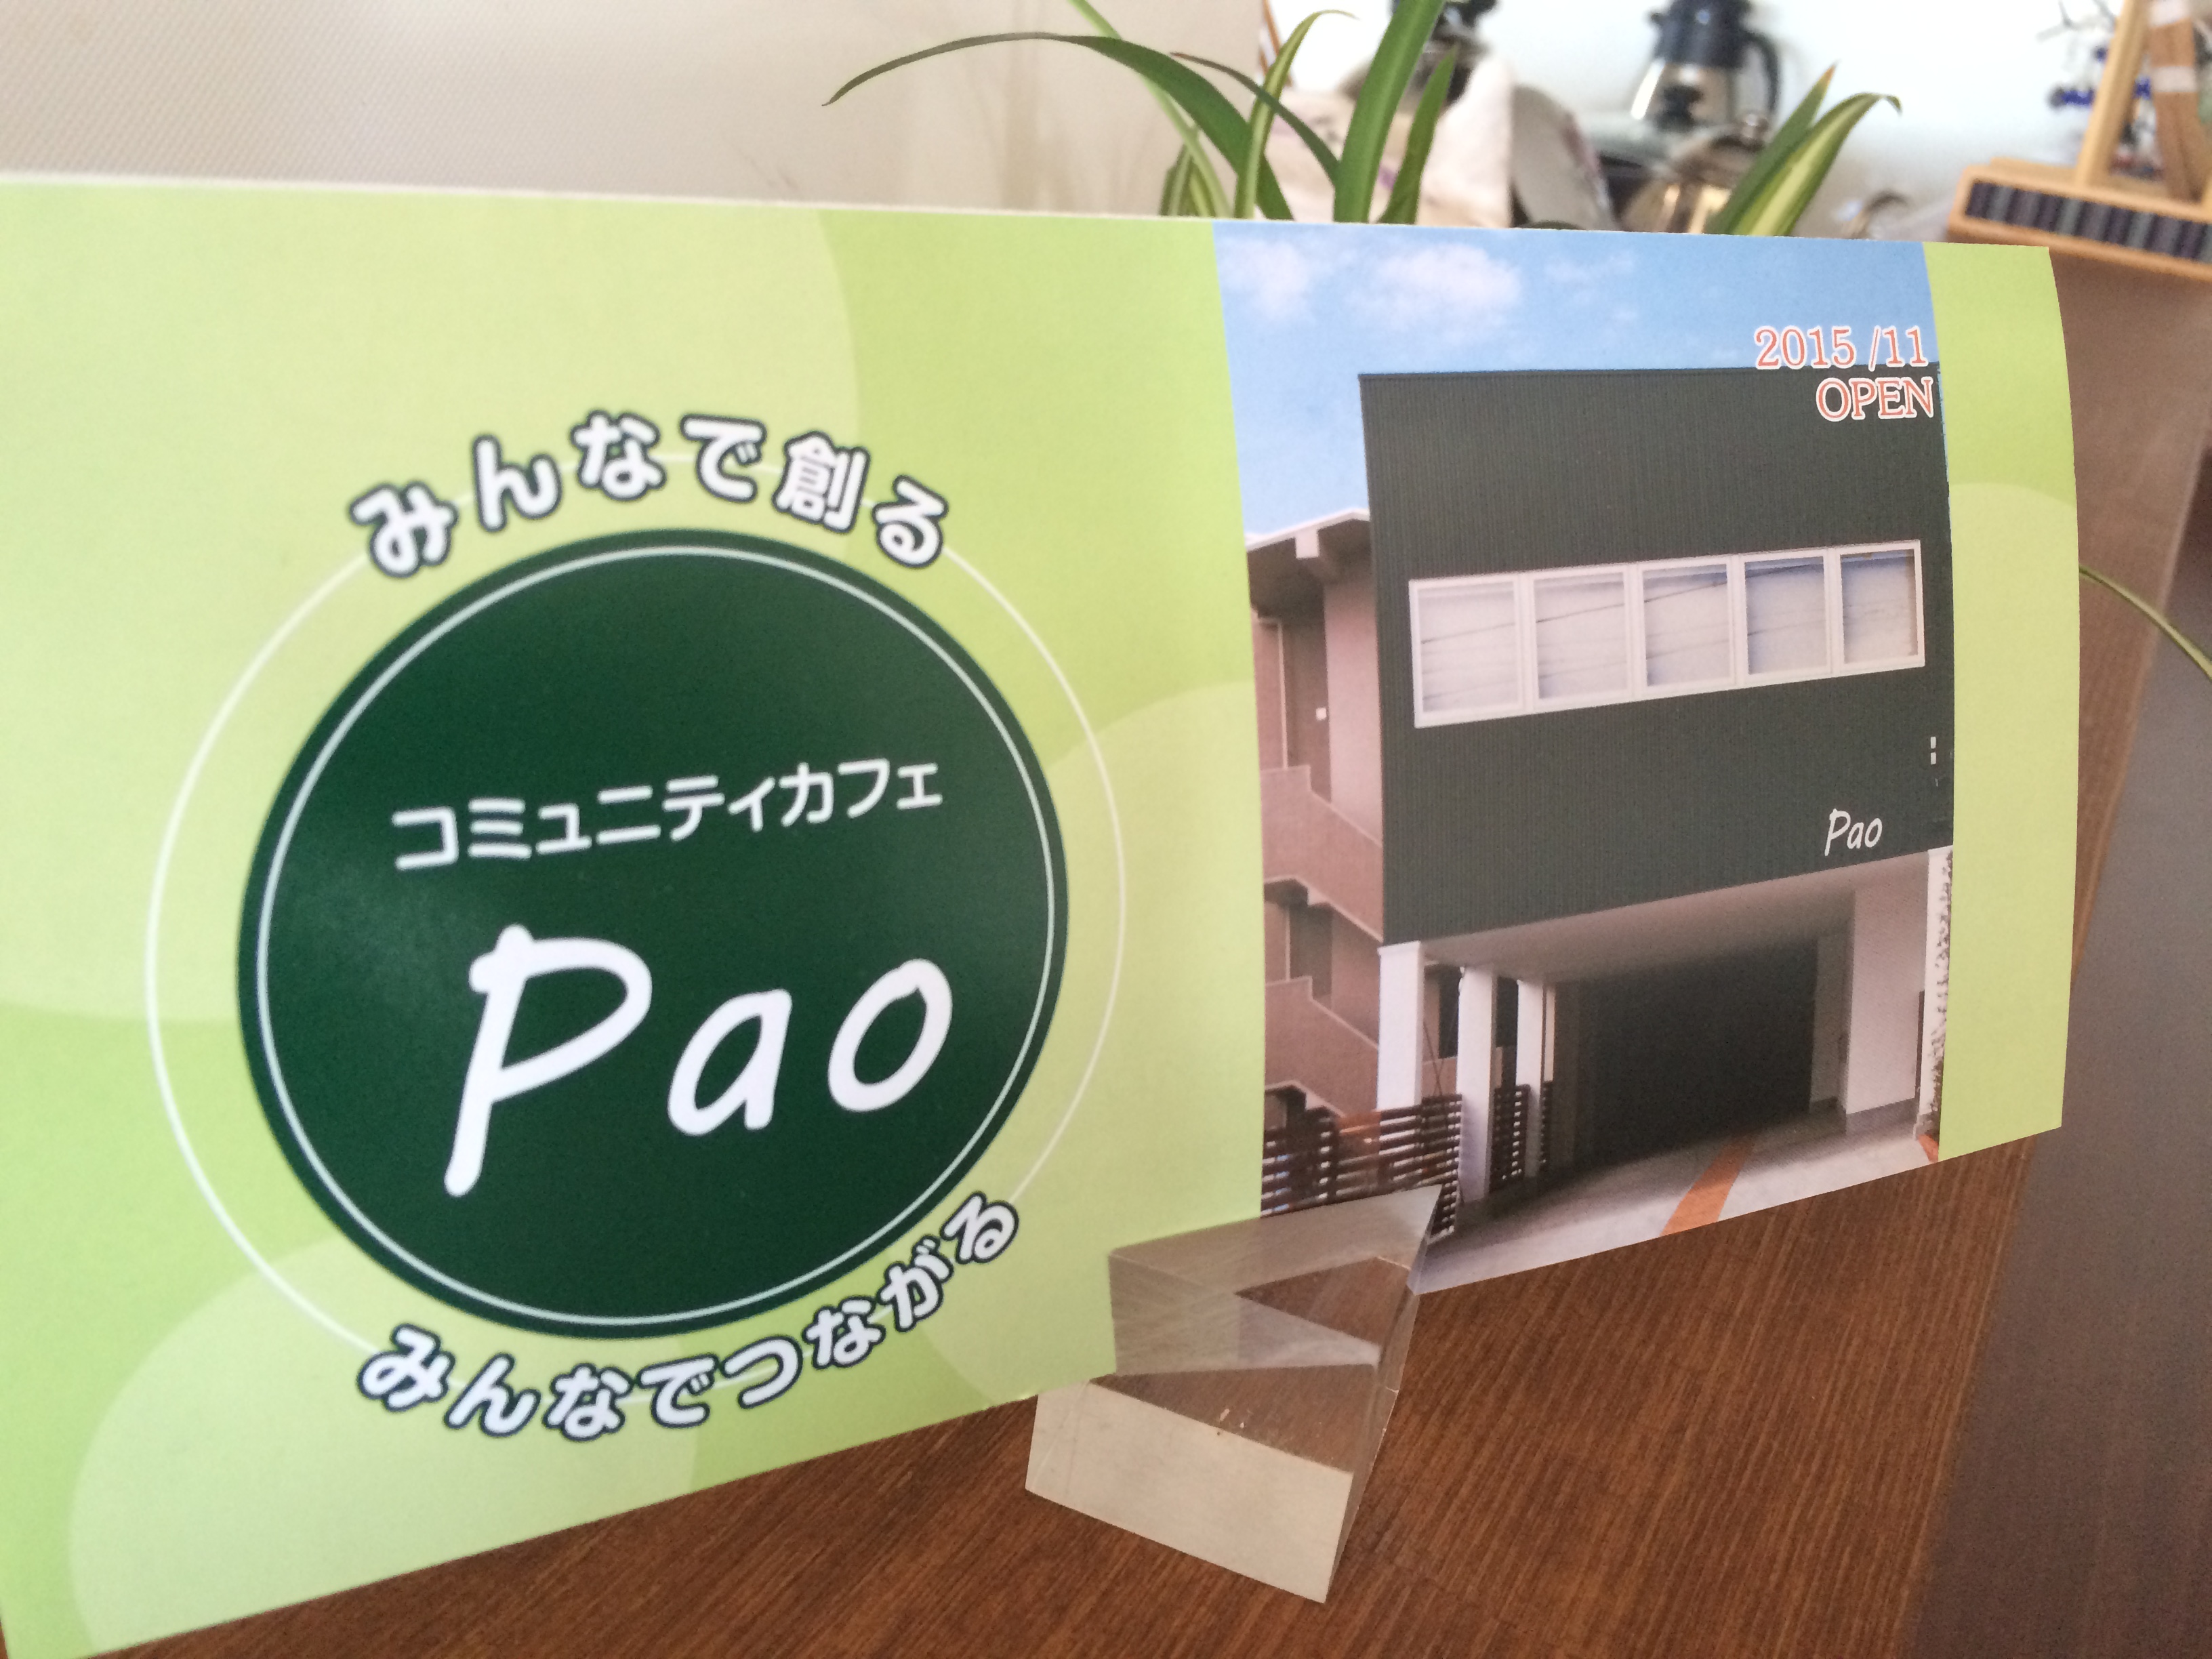 みんなで創る
コミュニティカフェ
Pao
みんなでつながる
2015 /11
OPEN
Pao